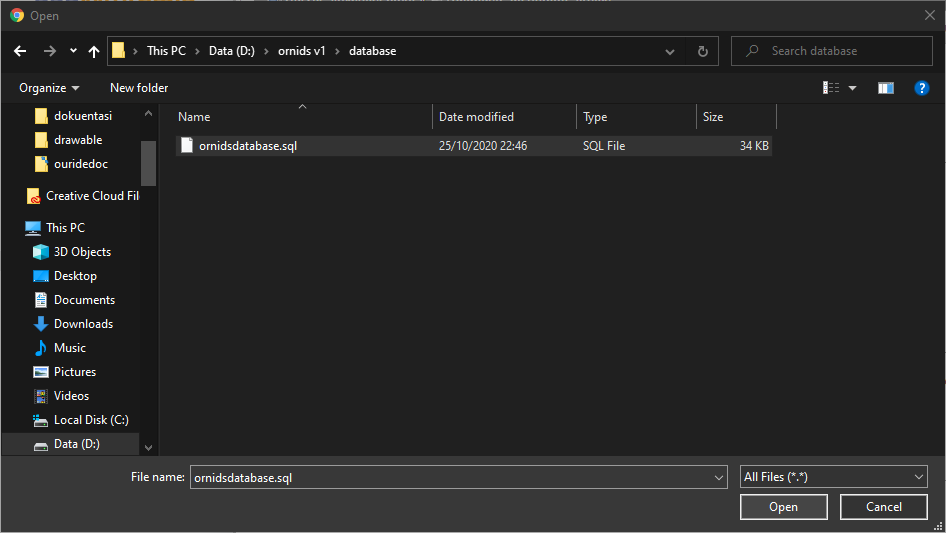 Open
This PC › Data (D:) › ornids v1 › database
Search database
Organize
New folder
Name
Date modified
Type
Size
ornidsdatabase.sql
25/10/2020 22:46
SQL File
34 KB
dokuentasi
drawable
ouridedoc
Creative Cloud Fil
This PC
3D Objects
Desktop
Documents
Downloads
Music
Pictures
Videos
Local Disk (C:)
Data (D:)
File name:
ornidsdatabase.sql
All Files (*.*)
Open
Cancel